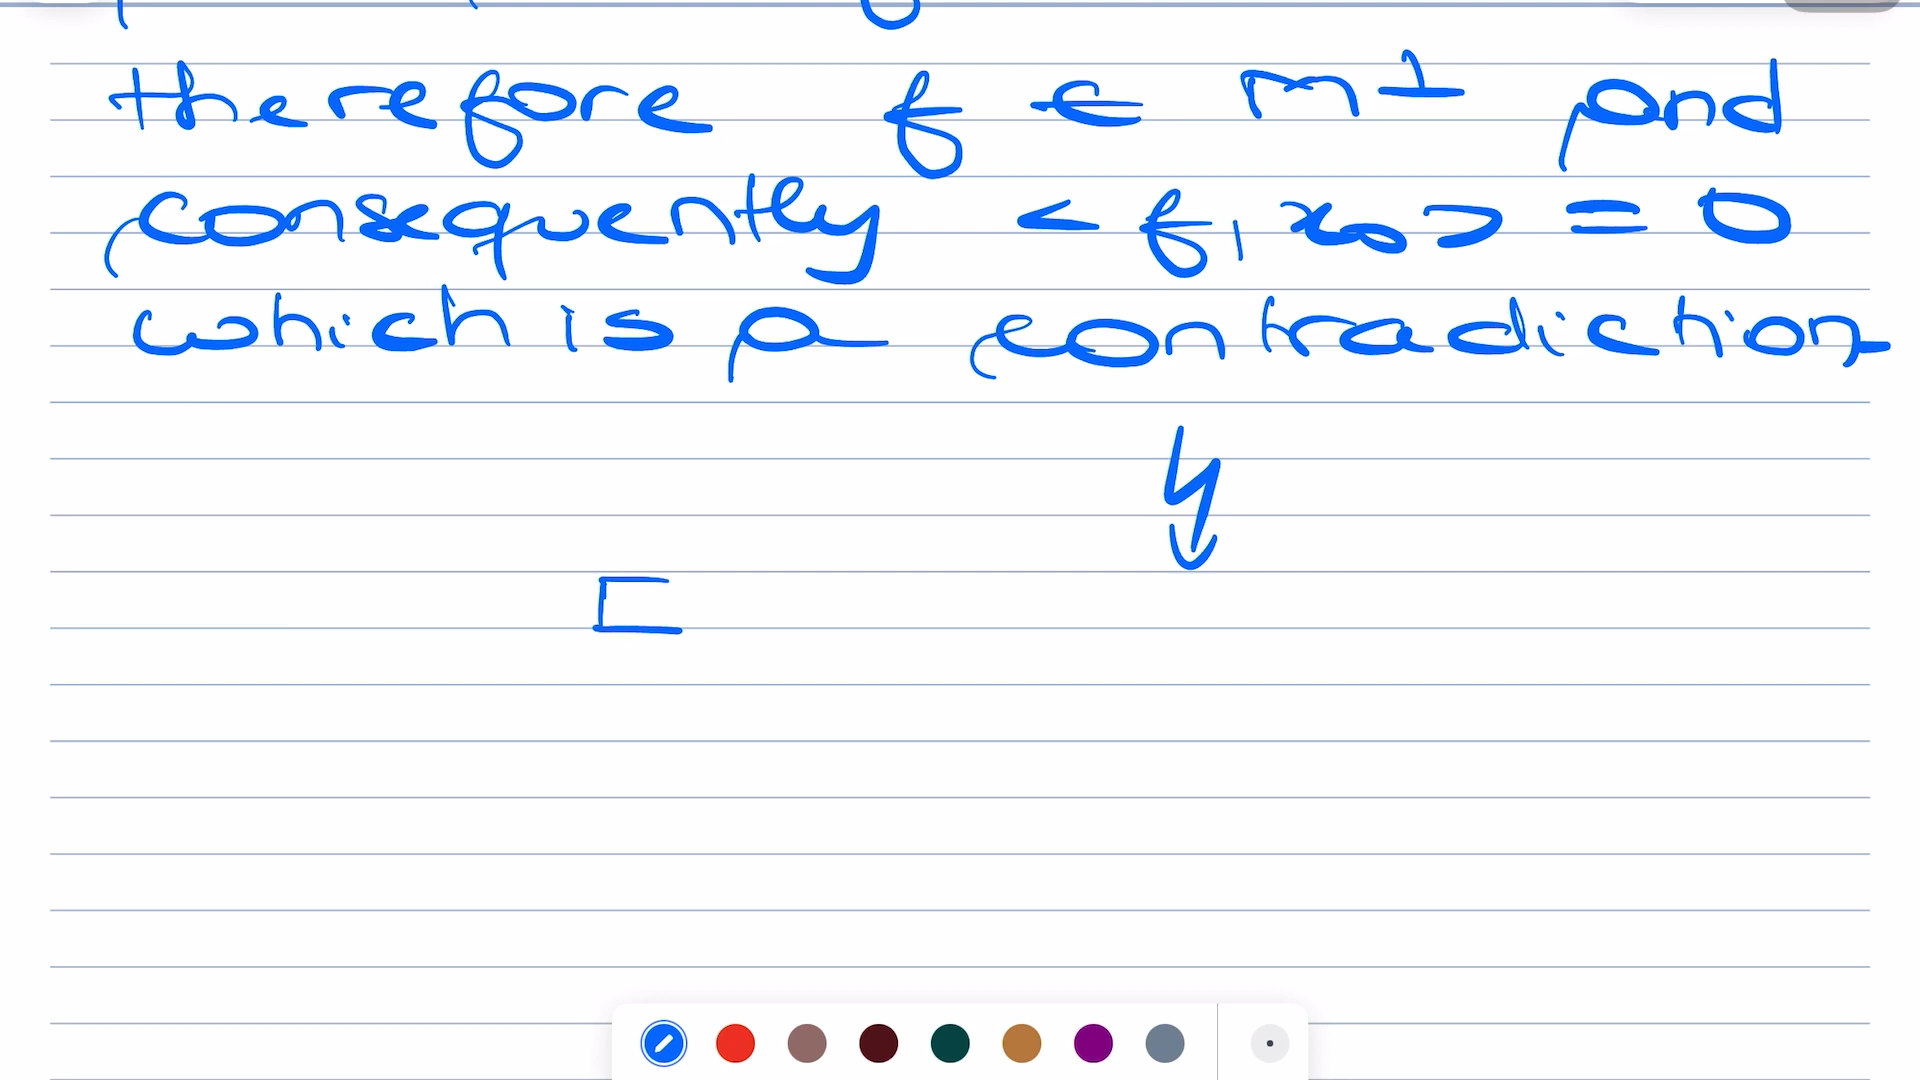 therefore f ∈ M⊥ and
consequently <f, x₀> = 0
which is a contradiction